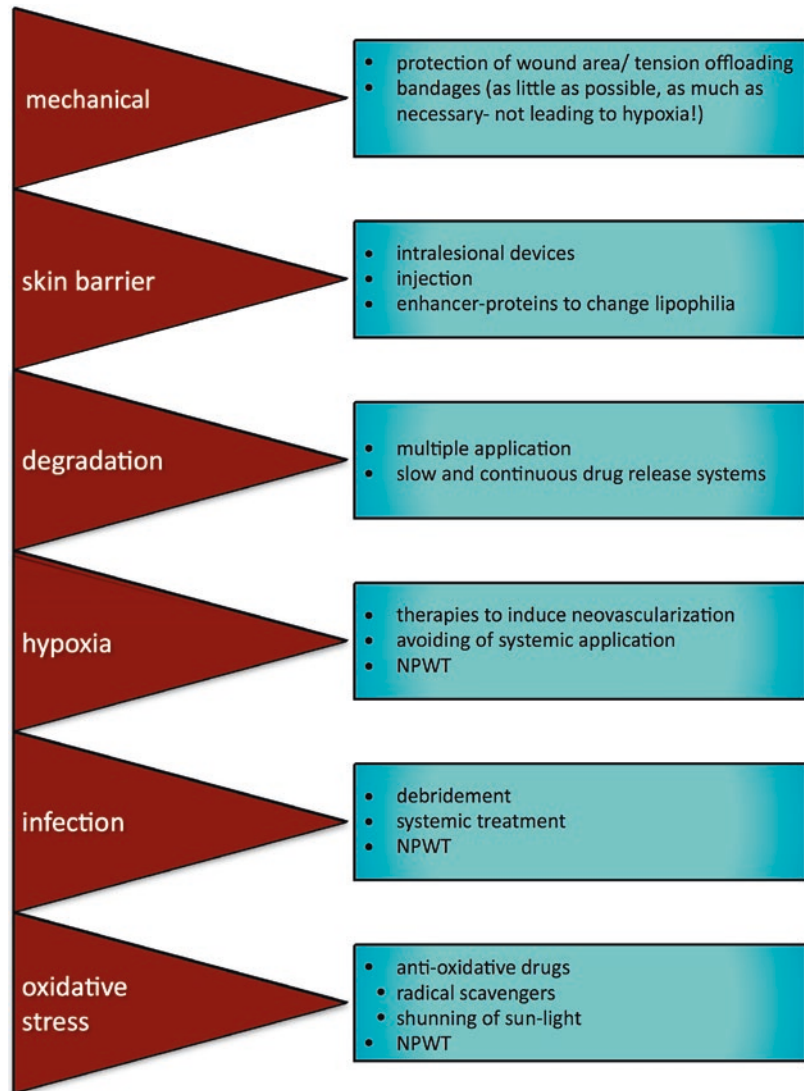 mechanical
• protection of wound area/ tension offloading
• bandages (as little as possible, as much as
necessary- not leading to hypoxia!)
skin barrier
• intralesional devices
• injection
• enhancer-proteins to change lipophilia
degradation
• multiple application
• slow and continuous drug release systems
hypoxia
• therapies to induce neovascularization
• avoiding of systemic application
• NPWT
infection
• debridement
• systemic treatment
• NPWT
oxidative
stress
• anti-oxidative drugs
• radical scavengers
• shunning of sun-light
• NPWT